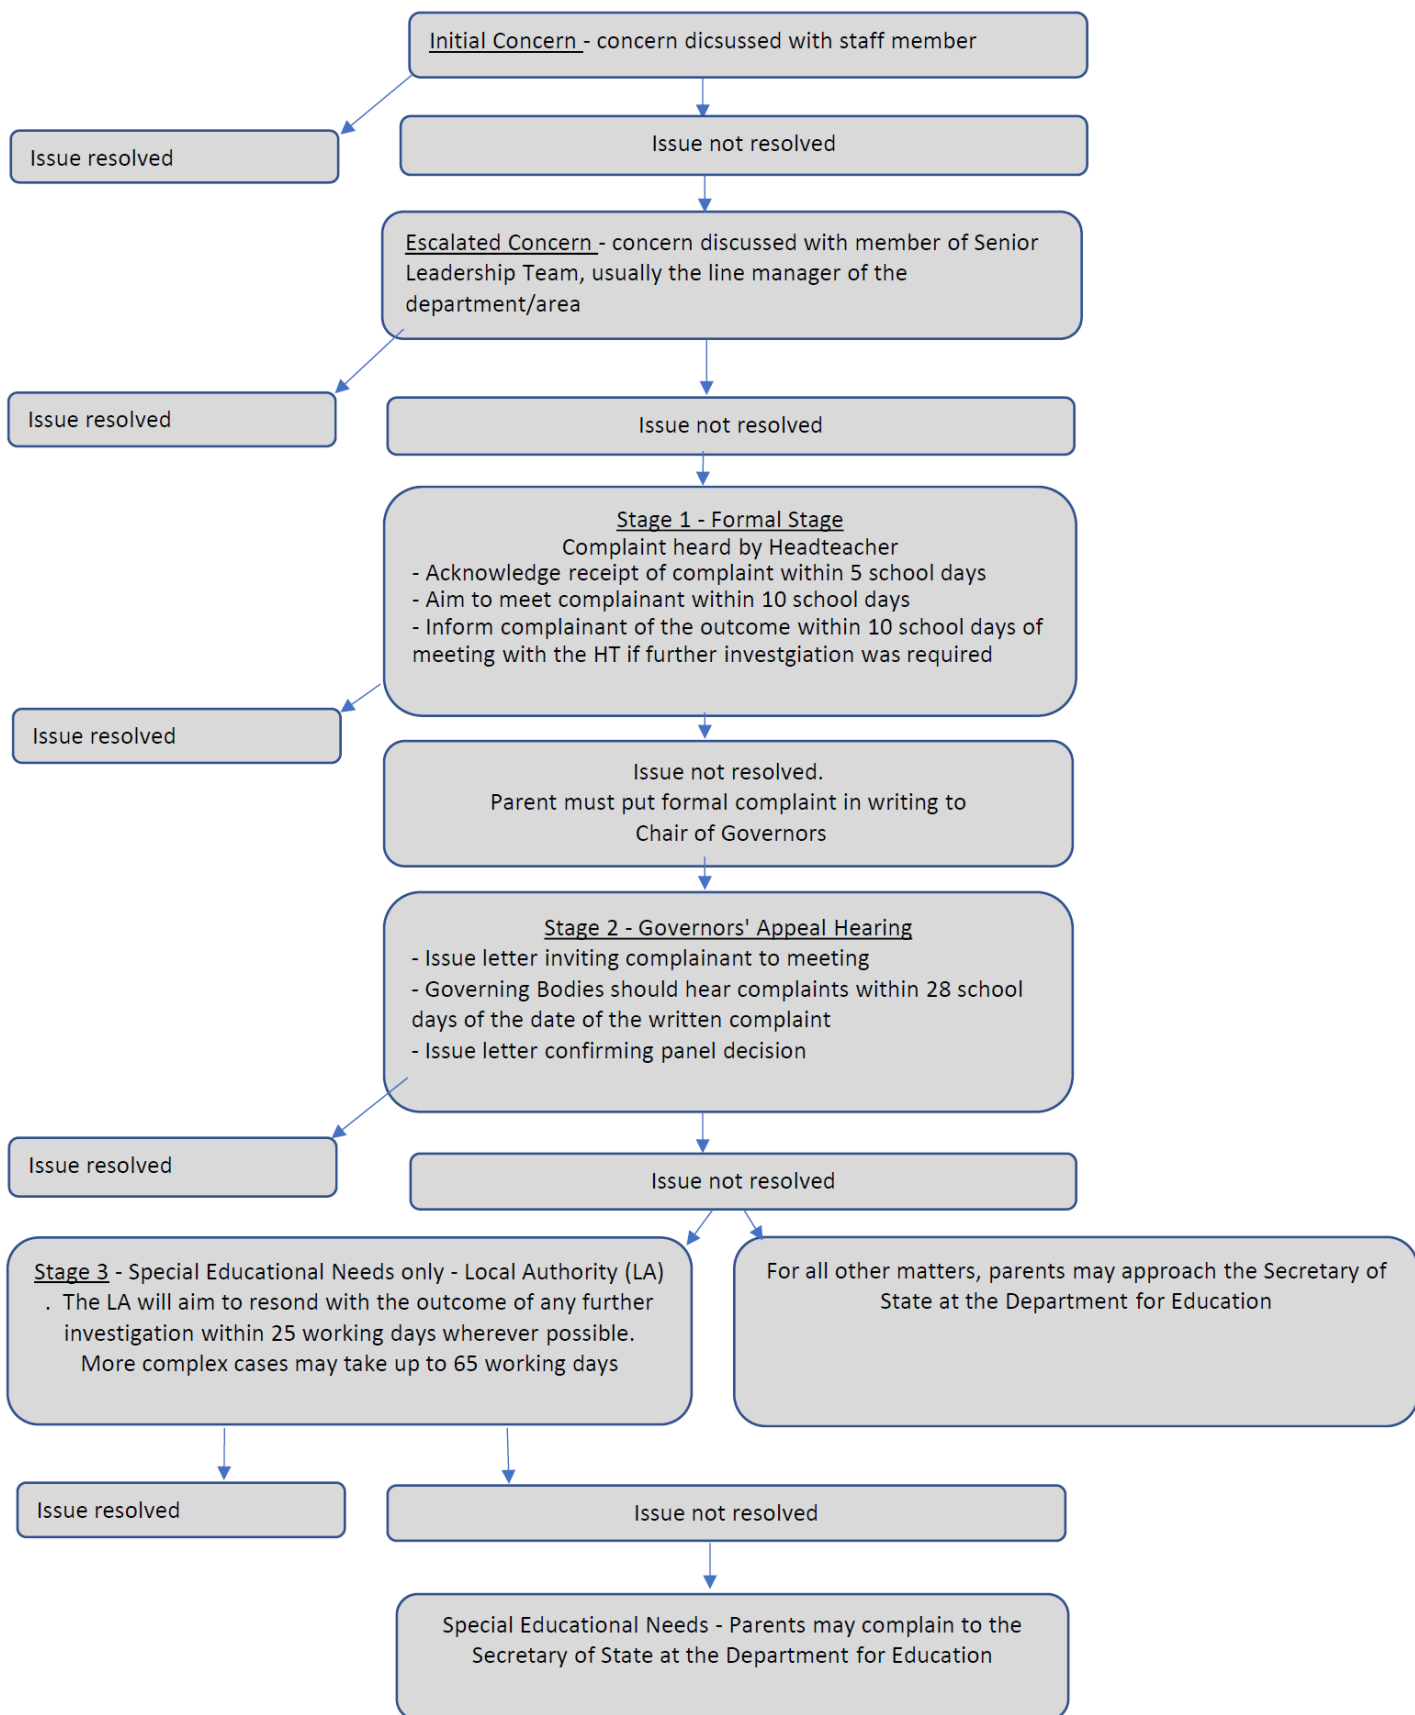 Initial Concern - concern dicsussed with staff member
Issue resolved
Issue not resolved
Escalated Concern - concern discussed with member of Senior
Leadership Team, usually the line manager of the
department/area
Issue resolved
Issue not resolved
Stage 1 - Formal Stage
Complaint heard by Headteacher
- Acknowledge receipt of complaint within 5 school days
- Aim to meet complainant within 10 school days
- Inform complainant of the outcome within 10 school days of
meeting with the HT if further investgiation was required
Issue resolved
Issue not resolved.
Parent must put formal complaint in writing to
Chair of Governors
Stage 2 - Governors' Appeal Hearing
- Issue letter inviting complainant to meeting
- Governing Bodies should hear complaints within 28 school
days of the date of the written complaint
- Issue letter confirming panel decision
Issue resolved
Issue not resolved
Stage 3 - Special Educational Needs only - Local Authority (LA)
. The LA will aim to resond with the outcome of any further
investigation within 25 working days wherever possible.
More complex cases may take up to 65 working days
For all other matters, parents may approach the Secretary of
State at the Department for Education
Issue resolved
Issue not resolved
Special Educational Needs - Parents may complain to the
Secretary of State at the Department for Education